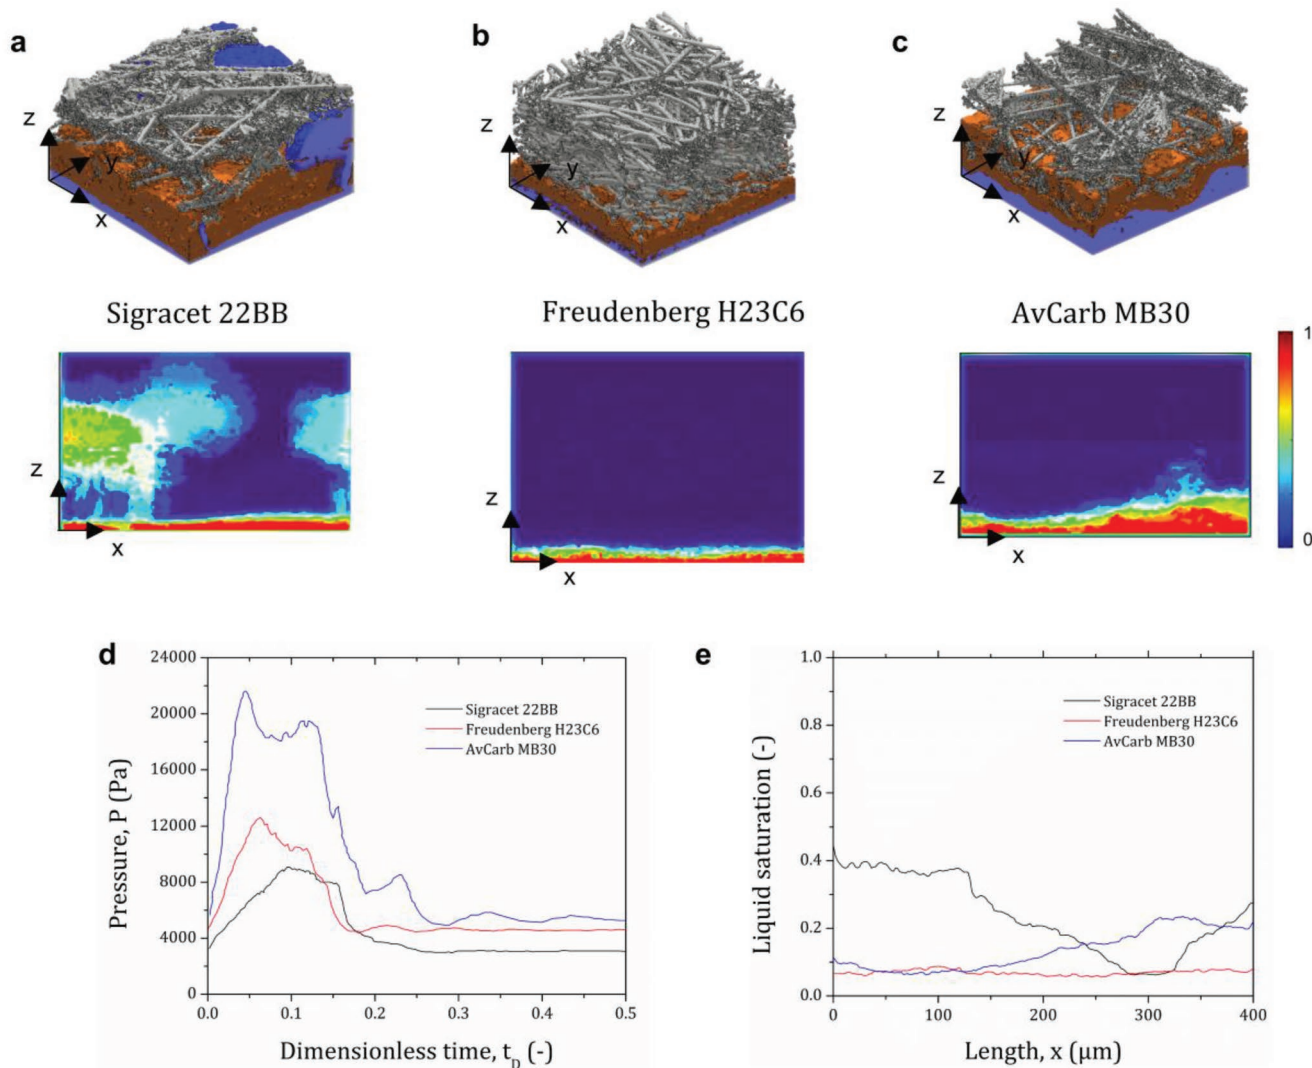 a
b
c
z
y
x
z
y
x
z
y
x
Sigracet 22BB
Freudenberg H23C6
AvCarb MB30
z
x
z
x
z
x
1
0
d
24000
20000
16000
12000
8000
4000
0
Pressure, P (Pa)
Sigracet 22BB
Freudenberg H23C6
AvCarb MB30
0.0 0.1 0.2 0.3 0.4 0.5
Dimensionless time, t_D (-)
e
1.0
0.8
0.6
0.4
0.2
0.0
Liquid saturation (-)
Sigracet 22BB
Freudenberg H23C6
AvCarb MB30
0 100 200 300 400
Length, x (μm)